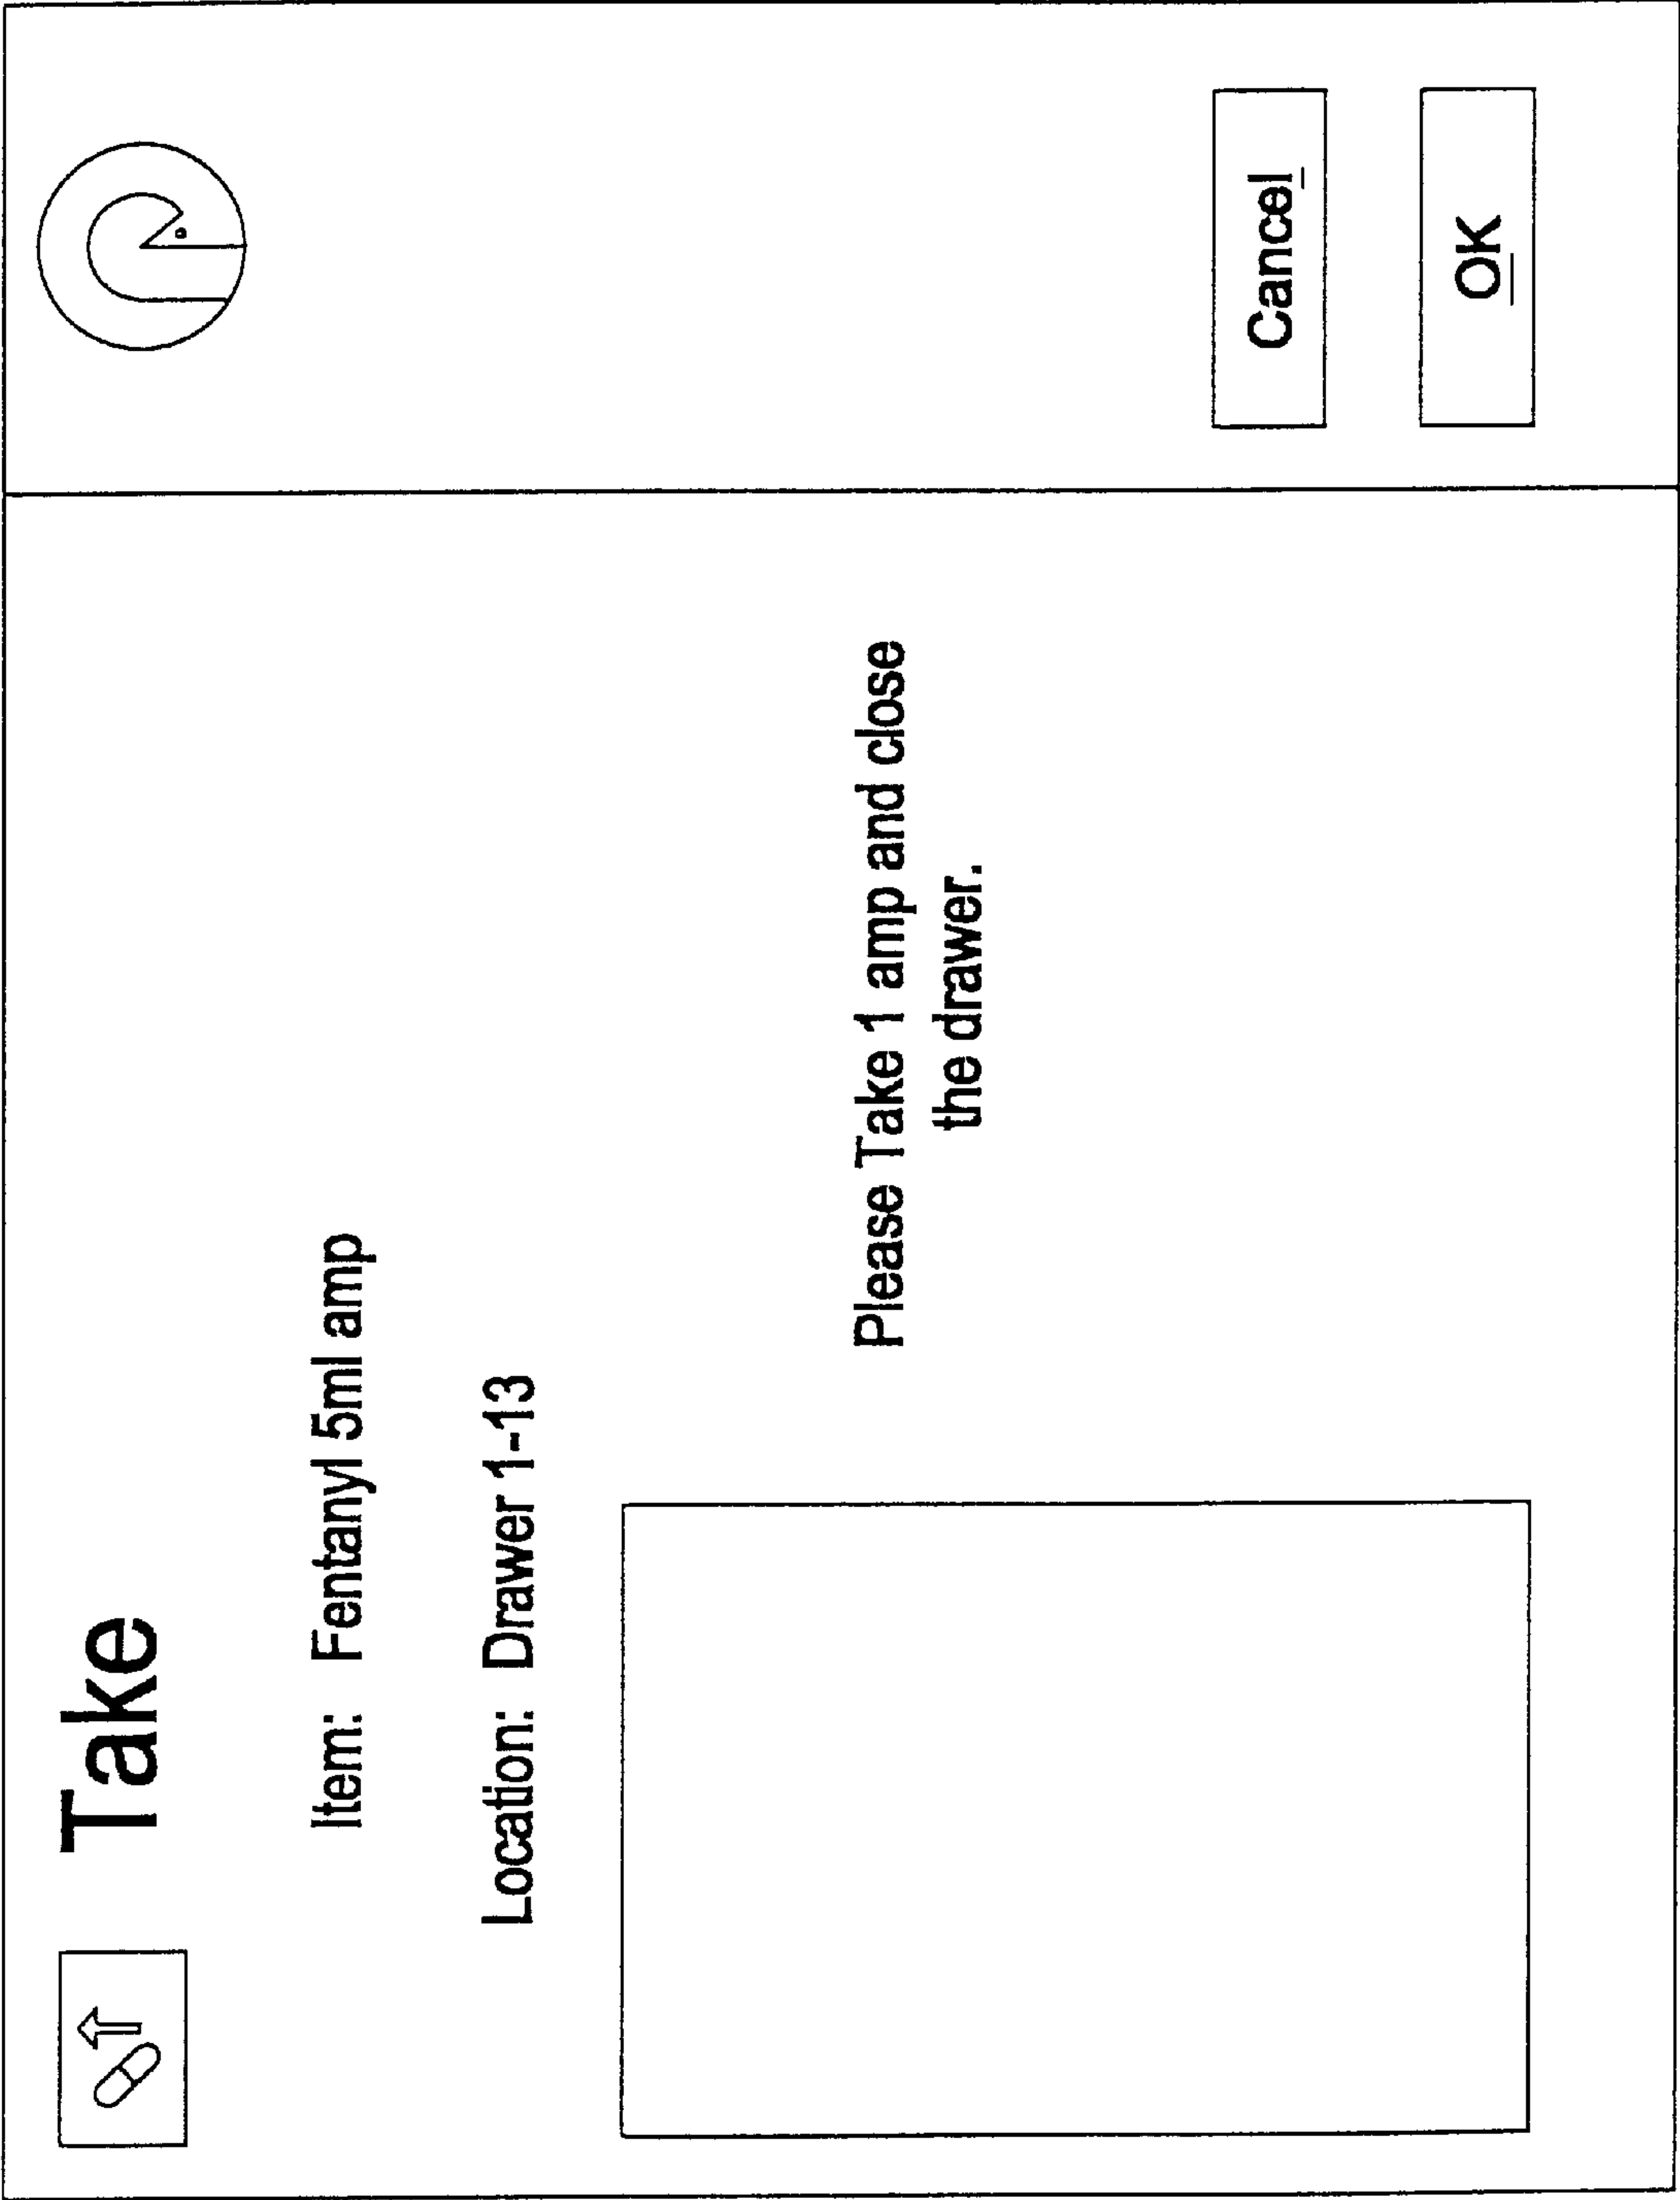 Take
Item: Fentanyl 5ml amp
Location: Drawer 1-13
Please Take 1 amp and close
the drawer.
Cancel
OK